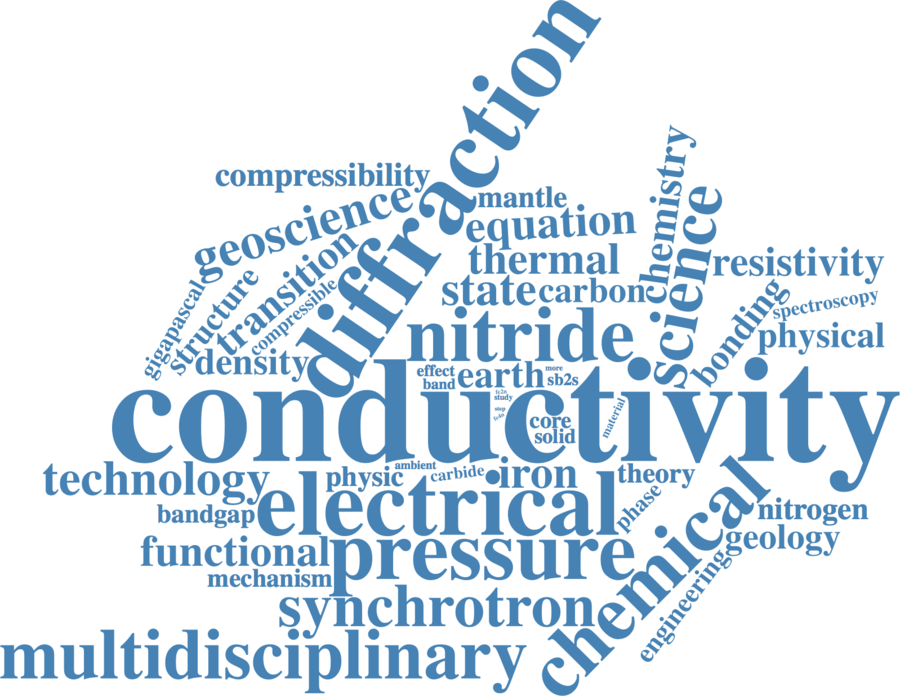 diffraction
compressibility
geoscience
mantle
equation
chemistry
science
thermal
resistivity
transition
structure
gigapascal
compressible
state
carbon
bonding
spectroscopy
physical
nitride
density
effect
band
earth
more
sb2s
study
step
core
solid
material
conductivity
technology
physic
ambient
carbide
iron
theory
bandgap
electrical
phase
nitrogen
chemical
geology
functional
pressure
mechanism
engineering
synchrotron
multidisciplinary